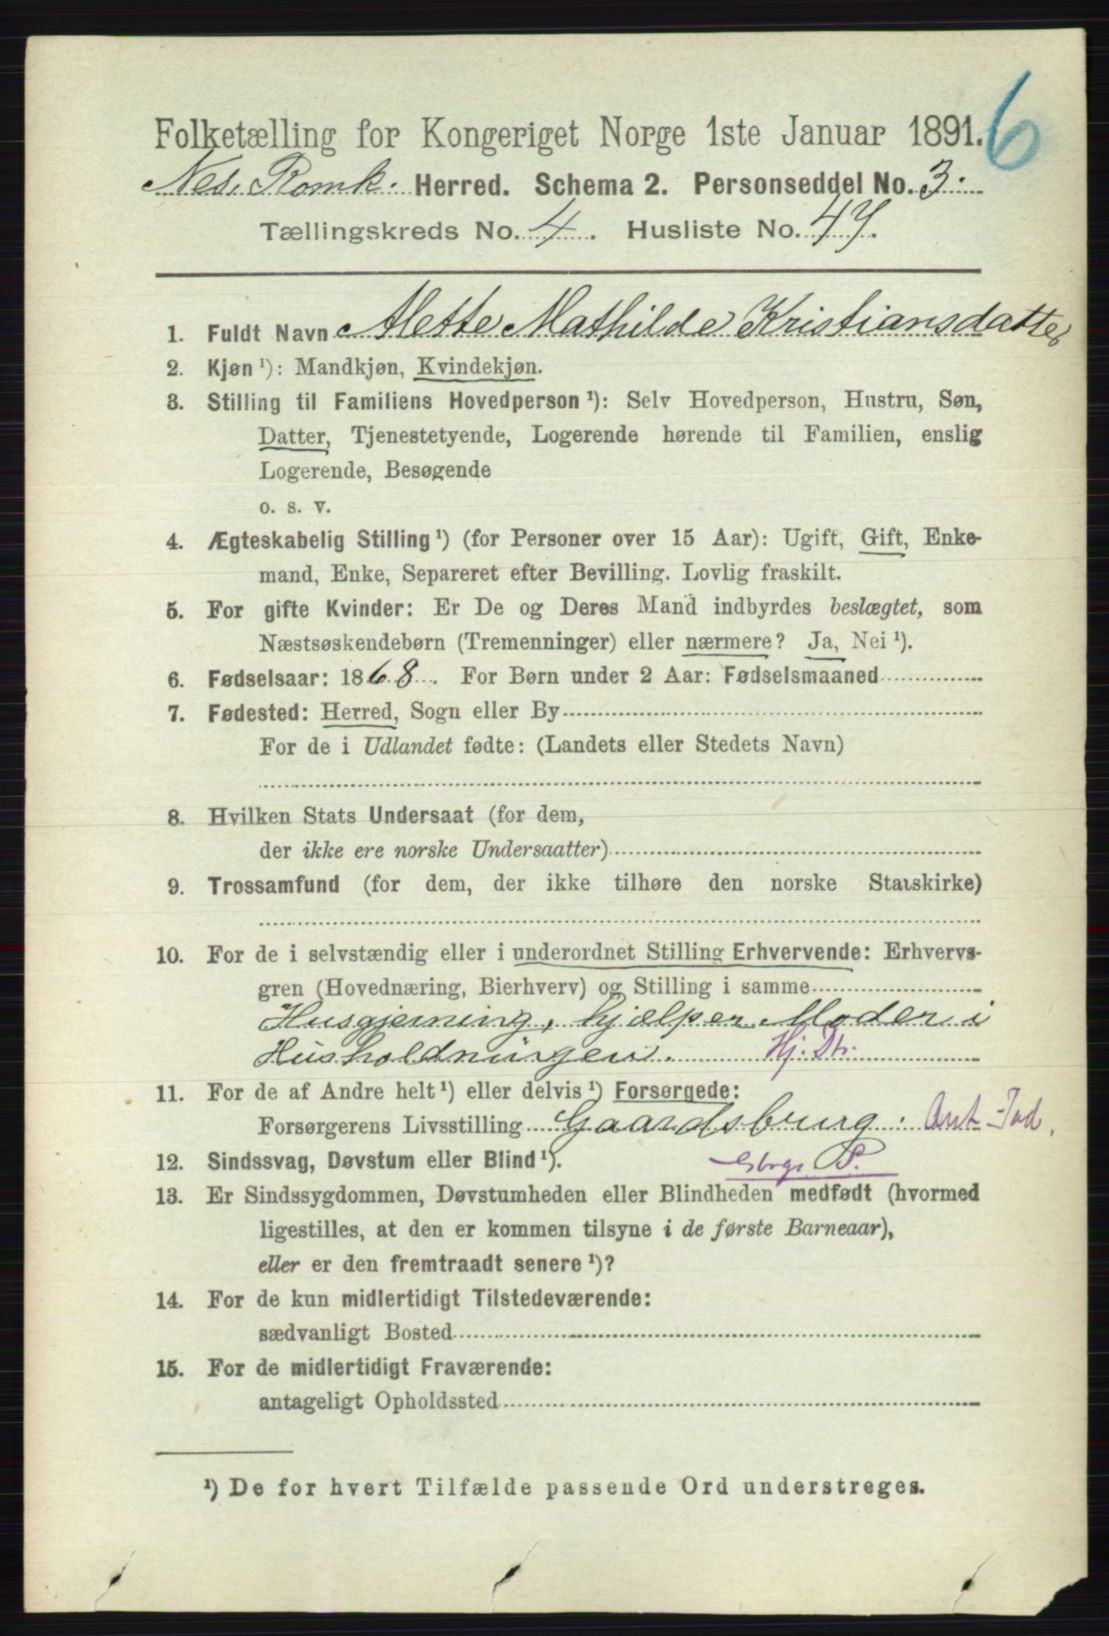 6
Folketælling for Kongeriget Norge 1ste Januar 1891.
Nes. Romk. Herred. Schema 2. Personseddel No. 3.
Tællingskreds No. 4. Husliste No. 47.
1. Fuldt Navn Mette Mathilde Kristiansdatter
2. Kjøn ¹): Mandkjøn, Kvindekjøn.
3. Stilling til Familiens Hovedperson ¹): Selv Hovedperson, Hustru, Søn,
Datter, Tjenestetyende, Logerende hørende til Familien, enslig
Logerende, Besøgende
o. s. v.
4. Ægteskabelig Stilling ¹) (for Personer over 15 Aar): Ugift, Gift, Enke-
mand, Enke, Separeret efter Bevilling. Lovlig fraskilt.
5. For gifte Kvinder: Er De og Deres Mand indbyrdes beslægtet, som
Næstsøskendebørn (Tremenninger) eller nærmere? Ja, Nei ¹).
6. Fødselsaar: 1868. For Børn under 2 Aar: Fødselsmaaned
7. Fødested: Herred, Sogn eller By
For de i Udlandet fødte: (Landets eller Stedets Navn)
8. Hvilken Stats Undersaat (for dem,
der ikke ere norske Undersaatter)
9. Trossamfund (for dem, der ikke tilhøre den norske Statskirke)
10. For de i selvstændig eller i underordnet Stilling Erhvervende: Erhvervs-
gren (Hovednæring, Bierhverv) og Stilling i samme
Husgjerning, hjælper Moder i
Husholdningen. Hj. Dtr.
11. For de af Andre helt ¹) eller delvis ¹) Forsørgede:
Forsørgerens Livsstilling Gaardsbrug.
12. Sindssvag, Døvstum eller Blind ¹). P.
13. Er Sindssygdommen, Døvstumheden eller Blindheden medfødt (hvormed
ligestilles, at den er kommen tilsyne i de første Barneaar),
eller er den fremtraadt senere ¹)?
14. For de kun midlertidigt Tilstedeværende:
sædvanligt Bosted
15. For de midlertidigt Fraværende:
antageligt Opholdssted
¹) De for hvert Tilfælde passende Ord understreges.